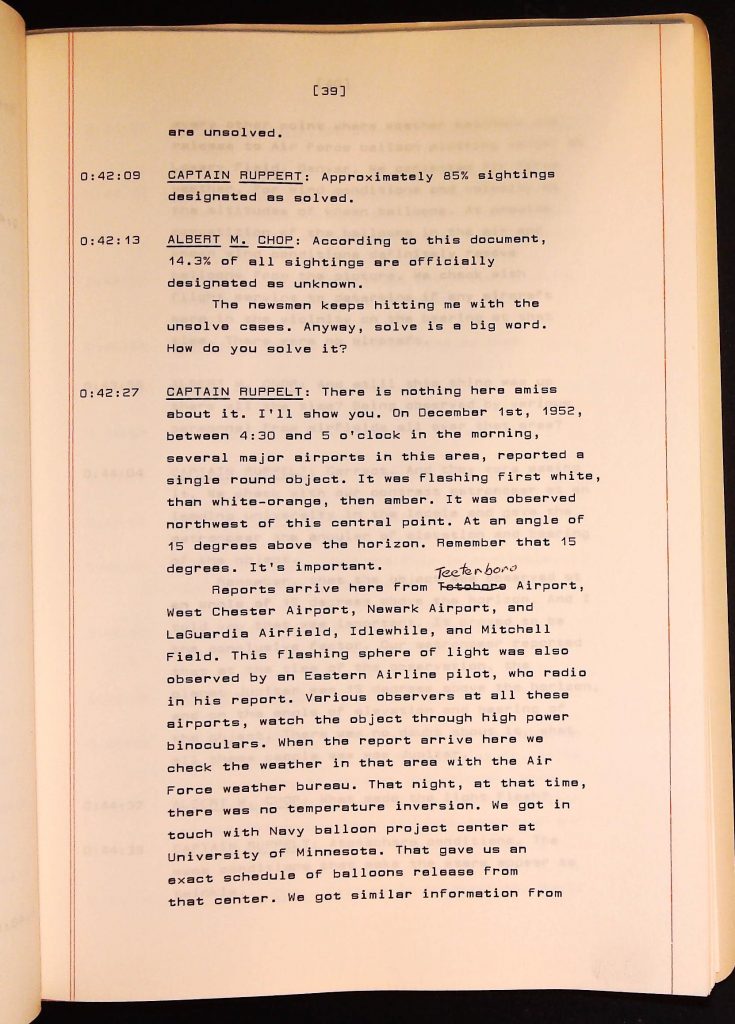 [39]
are unsolved.
0:42:09 CAPTAIN RUPPERT: Approximately 85% sightings
designated as solved.
0:42:13 ALBERT M. CHOP: According to this document,
14.3% of all sightings are officially
designated as unknown.
The newsmen keeps hitting me with the
unsolve cases. Anyway, solve is a big word.
How do you solve it?
0:42:27 CAPTAIN RUPPELT: There is nothing here amiss
about it. I'll show you. On December 1st, 1952,
between 4:30 and 5 o'clock in the morning,
several major airports in this area, reported a
single round object. It was flashing first white,
than white-orange, then amber. It was observed
northwest of this central point. At an angle of
15 degrees above the horizon. Remember that 15
degrees. It's important.
Teeterboro
Reports arrive here from Totobore Airport,
West Chester Airport, Newark Airport, and
LaGuardia Airfield, Idlewhile, and Mitchell
Field. This flashing sphere of light was also
observed by an Eastern Airline pilot, who radio
in his report. Various observers at all these
airports, watch the object through high power
binoculars. When the report arrive here we
check the weather in that area with the Air
Force weather bureau. That night, at that time,
there was no temperature inversion. We got in
touch with Navy balloon project center at
University of Minnesota. That gave us an
exact schedule of balloons release from
that center. We got similar information from